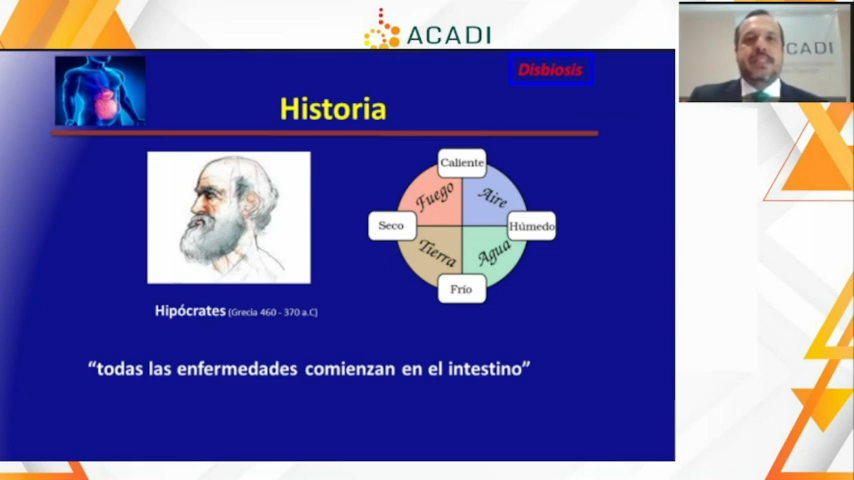 ACADI
CADI
Disbiosis
Historia
Caliente
Fuego
Aire
Seco
Húmedo
Tierra
Agua
Frío
Hipócrates (Grecia 460 - 370 a.C)
“todas las enfermedades comienzan en el intestino”